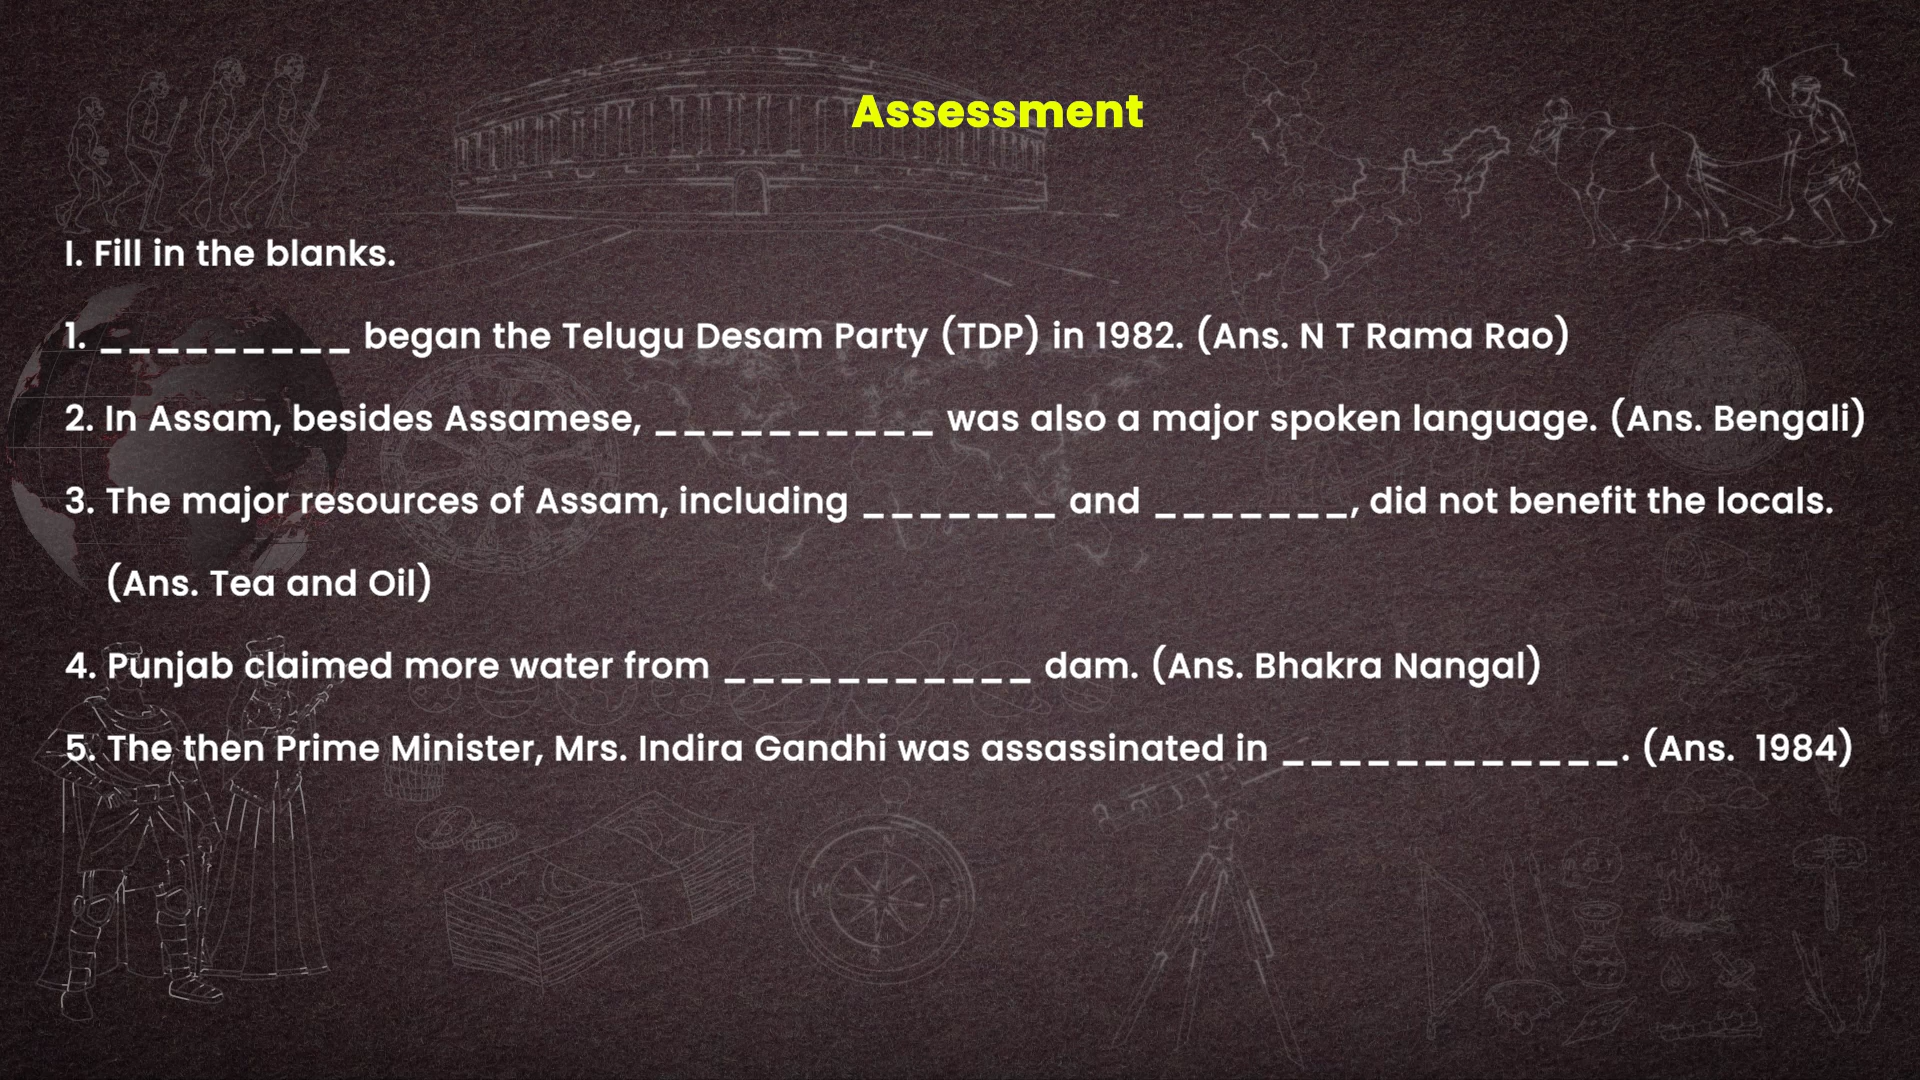 Assessment
I. Fill in the blanks.
1. _________ began the Telugu Desam Party (TDP) in 1982. (Ans. N T Rama Rao)
2. In Assam, besides Assamese, __________ was also a major spoken language. (Ans. Bengali)
3. The major resources of Assam, including _______ and _______, did not benefit the locals.
(Ans. Tea and Oil)
4. Punjab claimed more water from ___________ dam. (Ans. Bhakra Nangal)
5. The then Prime Minister, Mrs. Indira Gandhi was assassinated in ____________. (Ans.  1984)